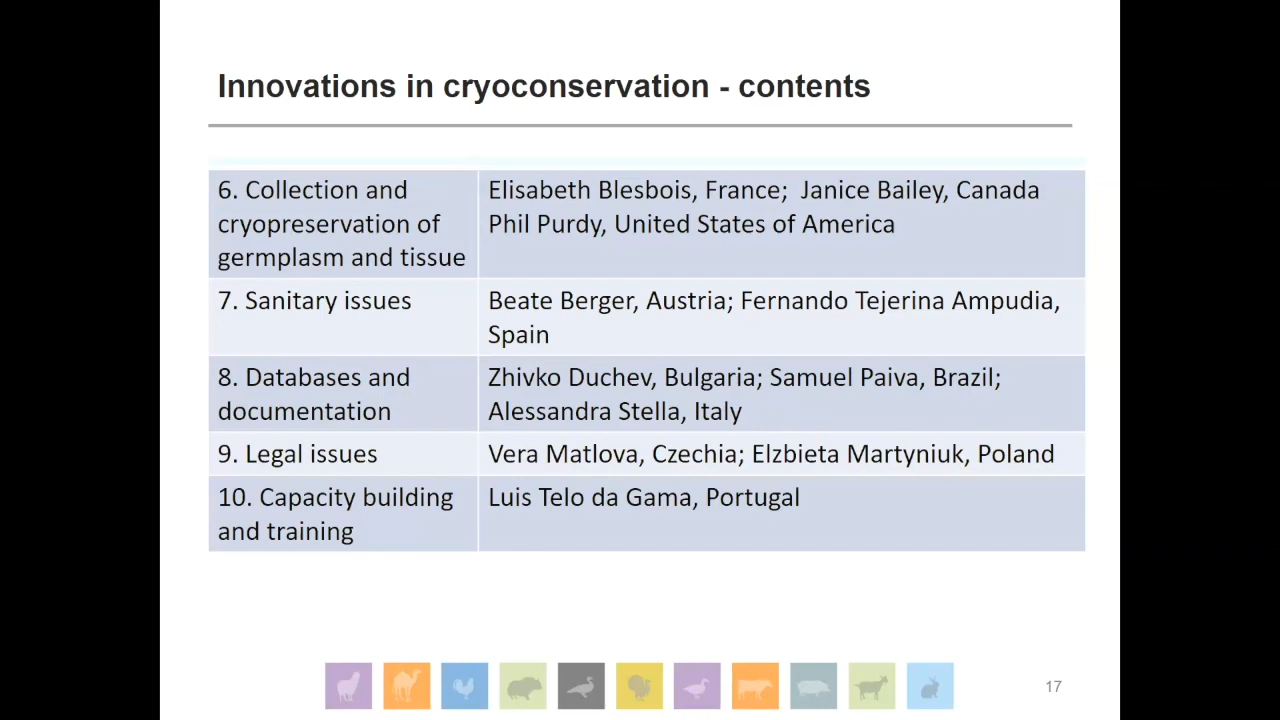 Innovations in cryoconservation - contents
6. Collection and
cryopreservation of
germplasm and tissue
Elisabeth Blesbois, France;  Janice Bailey, Canada
Phil Purdy, United States of America
7. Sanitary issues
Beate Berger, Austria; Fernando Tejerina Ampudia,
Spain
8. Databases and
documentation
Zhivko Duchev, Bulgaria; Samuel Paiva, Brazil;
Alessandra Stella, Italy
9. Legal issues
Vera Matlova, Czechia; Elzbieta Martyniuk, Poland
10. Capacity building
and training
Luis Telo da Gama, Portugal
17